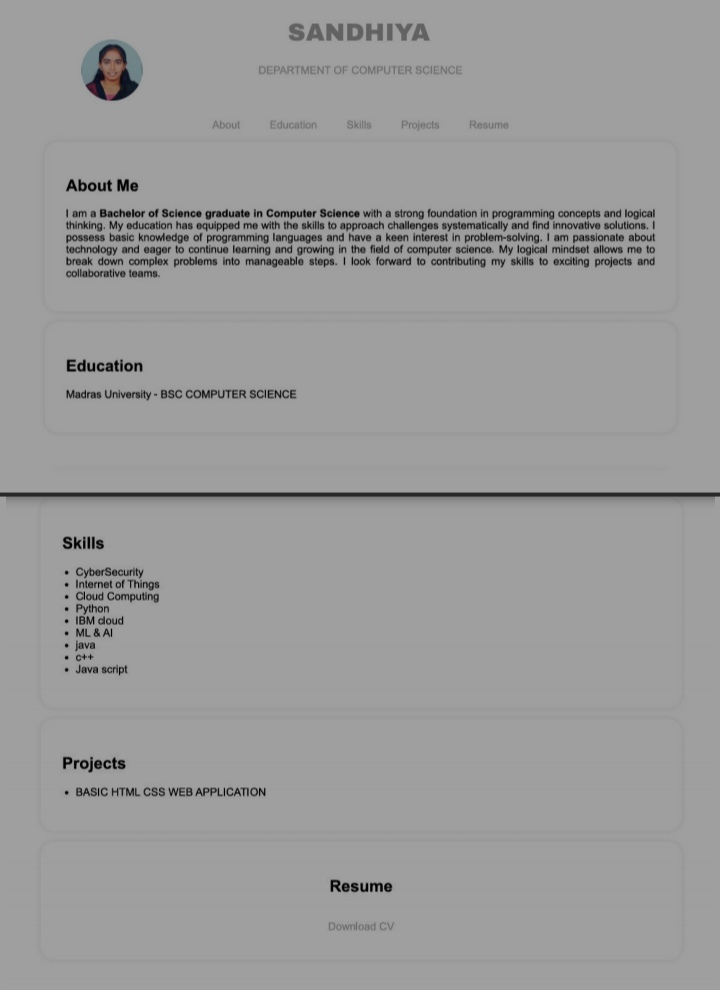 SANDHIYA
DEPARTMENT OF COMPUTER SCIENCE
About Education Skills Projects Resume
About Me
I am a Bachelor of Science graduate in Computer Science with a strong foundation in programming concepts and logical
thinking. My education has equipped me with the skills to approach challenges systematically and find innovative solutions. I
possess basic knowledge of programming languages and have a keen interest in problem-solving. I am passionate about
technology and eager to continue learning and growing in the field of computer science. My logical mindset allows me to
break down complex problems into manageable steps. I look forward to contributing my skills to exciting projects and
collaborative teams.
Education
Madras University - BSC COMPUTER SCIENCE
Skills
• CyberSecurity
• Internet of Things
• Cloud Computing
• Python
• IBM cloud
• ML & AI
• java
• c++
• Java script
Projects
• BASIC HTML CSS WEB APPLICATION
Resume
Download CV